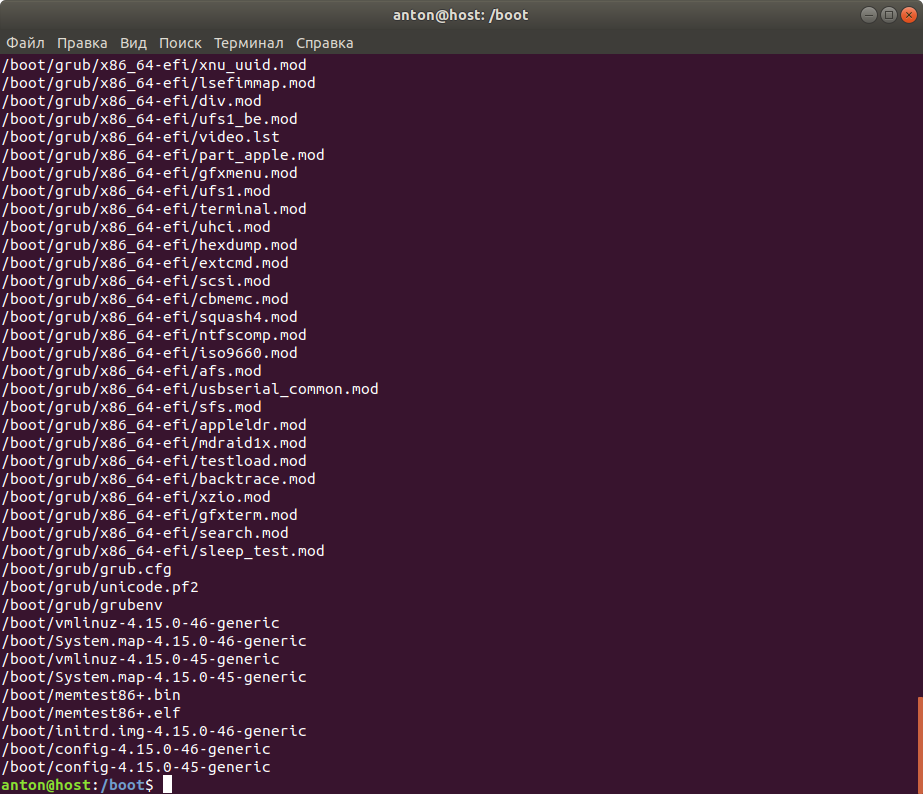 anton@host: /boot
Файл Правка Вид Поиск Терминал Справка
/boot/grub/x86_64-efi/xnu_uuid.mod
/boot/grub/x86_64-efi/lsefimmap.mod
/boot/grub/x86_64-efi/div.mod
/boot/grub/x86_64-efi/ufs1_be.mod
/boot/grub/x86_64-efi/video.lst
/boot/grub/x86_64-efi/part_apple.mod
/boot/grub/x86_64-efi/gfxmenu.mod
/boot/grub/x86_64-efi/ufs1.mod
/boot/grub/x86_64-efi/terminal.mod
/boot/grub/x86_64-efi/uhci.mod
/boot/grub/x86_64-efi/hexdump.mod
/boot/grub/x86_64-efi/extcmd.mod
/boot/grub/x86_64-efi/scsi.mod
/boot/grub/x86_64-efi/cbmemc.mod
/boot/grub/x86_64-efi/squash4.mod
/boot/grub/x86_64-efi/ntfscomp.mod
/boot/grub/x86_64-efi/iso9660.mod
/boot/grub/x86_64-efi/afs.mod
/boot/grub/x86_64-efi/usbserial_common.mod
/boot/grub/x86_64-efi/sfs.mod
/boot/grub/x86_64-efi/appleldr.mod
/boot/grub/x86_64-efi/mdraid1x.mod
/boot/grub/x86_64-efi/testload.mod
/boot/grub/x86_64-efi/backtrace.mod
/boot/grub/x86_64-efi/xzio.mod
/boot/grub/x86_64-efi/gfxterm.mod
/boot/grub/x86_64-efi/search.mod
/boot/grub/x86_64-efi/sleep_test.mod
/boot/grub/grub.cfg
/boot/grub/unicode.pf2
/boot/grub/grubenv
/boot/vmlinuz-4.15.0-46-generic
/boot/System.map-4.15.0-46-generic
/boot/vmlinuz-4.15.0-45-generic
/boot/System.map-4.15.0-45-generic
/boot/memtest86+.bin
/boot/memtest86+.elf
/boot/initrd.img-4.15.0-46-generic
/boot/config-4.15.0-46-generic
/boot/config-4.15.0-45-generic
anton@host:/boot$